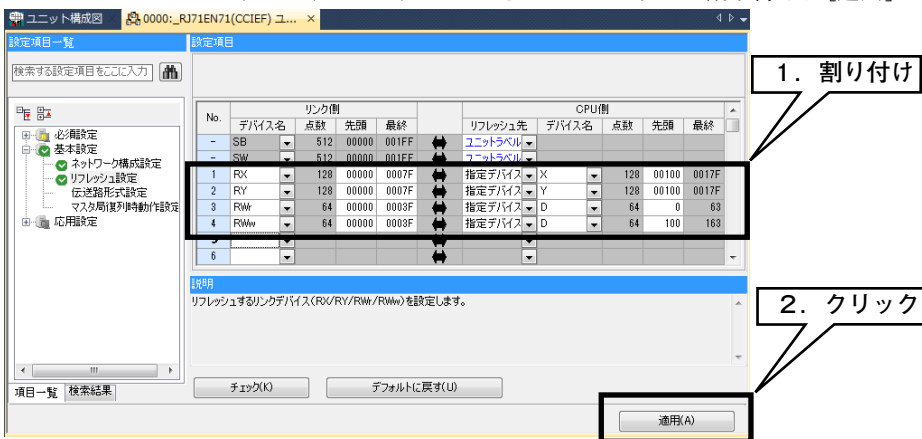 ユニット構成図 0000:_RJ71EN71(CCIEF) ユ... ×
設定項目一覧 設定項目
検索する設定項目をここに入力
1. 割り付け
必須設定
基本設定
ネットワーク構成設定
リフレッシュ設定
伝送路形式設定
マスタ局復列時動作設定
応用設定
No. リンク側 CPU側
デバイス名 点数 先頭 最終 リフレッシュ先 デバイス名 点数 先頭 最終
- SB 512 00000 001FF ユニットラベル
- SW 512 00000 001FF ユニットラベル
1 RX 128 00000 0007F 指定デバイス X 128 00100 0017F
2 RY 128 00000 0007F 指定デバイス Y 128 00100 0017F
3 RWr 64 00000 0003F 指定デバイス D 64 0 63
4 RWw 64 00000 0003F 指定デバイス D 64 100 163
5
6
説明
リフレッシュするリンクデバイス(RX/RY/RWr/RWw)を設定します。
2. クリック
項目一覧 検索結果
チェック(K) デフォルトに戻す(U)
適用(A)